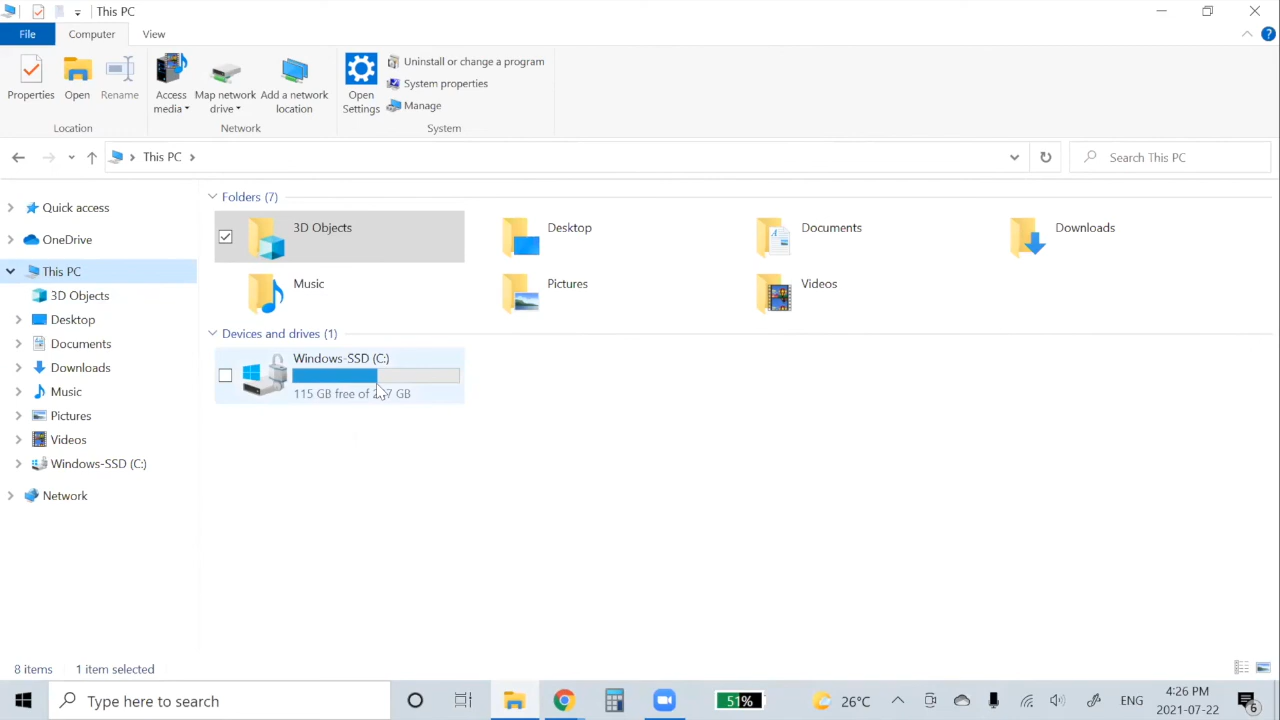 This PC
File Computer View
Properties Open Rename Access media Map network drive Add a network location Open Settings Uninstall or change a program
System properties
Manage
Location Network System
This PC Search This PC
Quick access
OneDrive
This PC
3D Objects
Desktop
Documents
Downloads
Music
Pictures
Videos
Windows-SSD (C:)
Network
Folders (7)
3D Objects Desktop Documents Downloads
Music Pictures Videos
Devices and drives (1)
Windows-SSD (C:)
115 GB free of GB
8 items 1 item selected
Type here to search 51% 26°C ENG 4:26 PM
2021-07-22 6